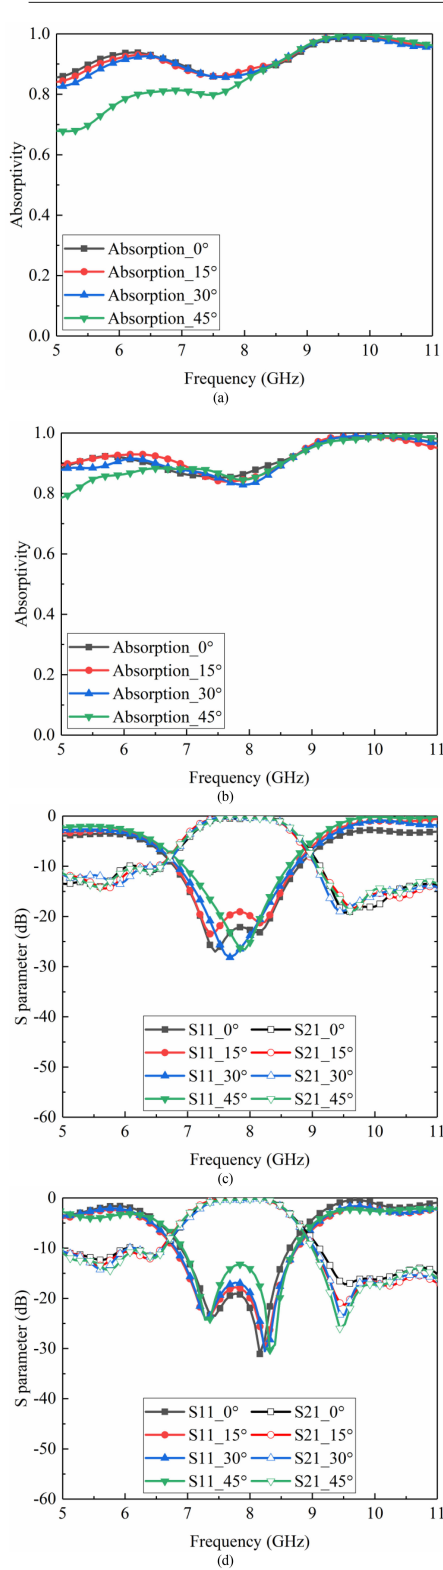 1.0
0.8
0.6
0.4
0.2
0.0
Absorptivity
Absorption_0°
Absorption_15°
Absorption_30°
Absorption_45°
5 6 7 8 9 10 11
Frequency (GHz)
(a)
1.0
0.8
0.6
0.4
0.2
0.0
Absorptivity
Absorption_0°
Absorption_15°
Absorption_30°
Absorption_45°
5 6 7 8 9 10 11
Frequency (GHz)
(b)
0
-10
-20
-30
-40
-50
-60
S parameter (dB)
S11_0° S21_0°
S11_15° S21_15°
S11_30° S21_30°
S11_45° S21_45°
5 6 7 8 9 10 11
Frequency (GHz)
(c)
0
-10
-20
-30
-40
-50
-60
S parameter (dB)
S11_0° S21_0°
S11_15° S21_15°
S11_30° S21_30°
S11_45° S21_45°
5 6 7 8 9 10 11
Frequency (GHz)
(d)